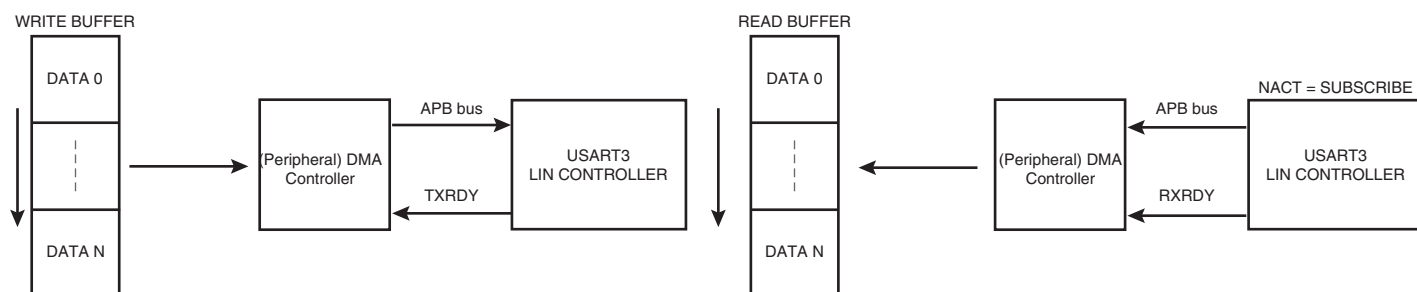 WRITE BUFFER
DATA 0
DATA N
(Peripheral) DMA
Controller
APB bus
TXRDY
USART3
LIN CONTROLLER
READ BUFFER
DATA 0
DATA N
(Peripheral) DMA
Controller
APB bus
RXRDY
NACT = SUBSCRIBE
USART3
LIN CONTROLLER